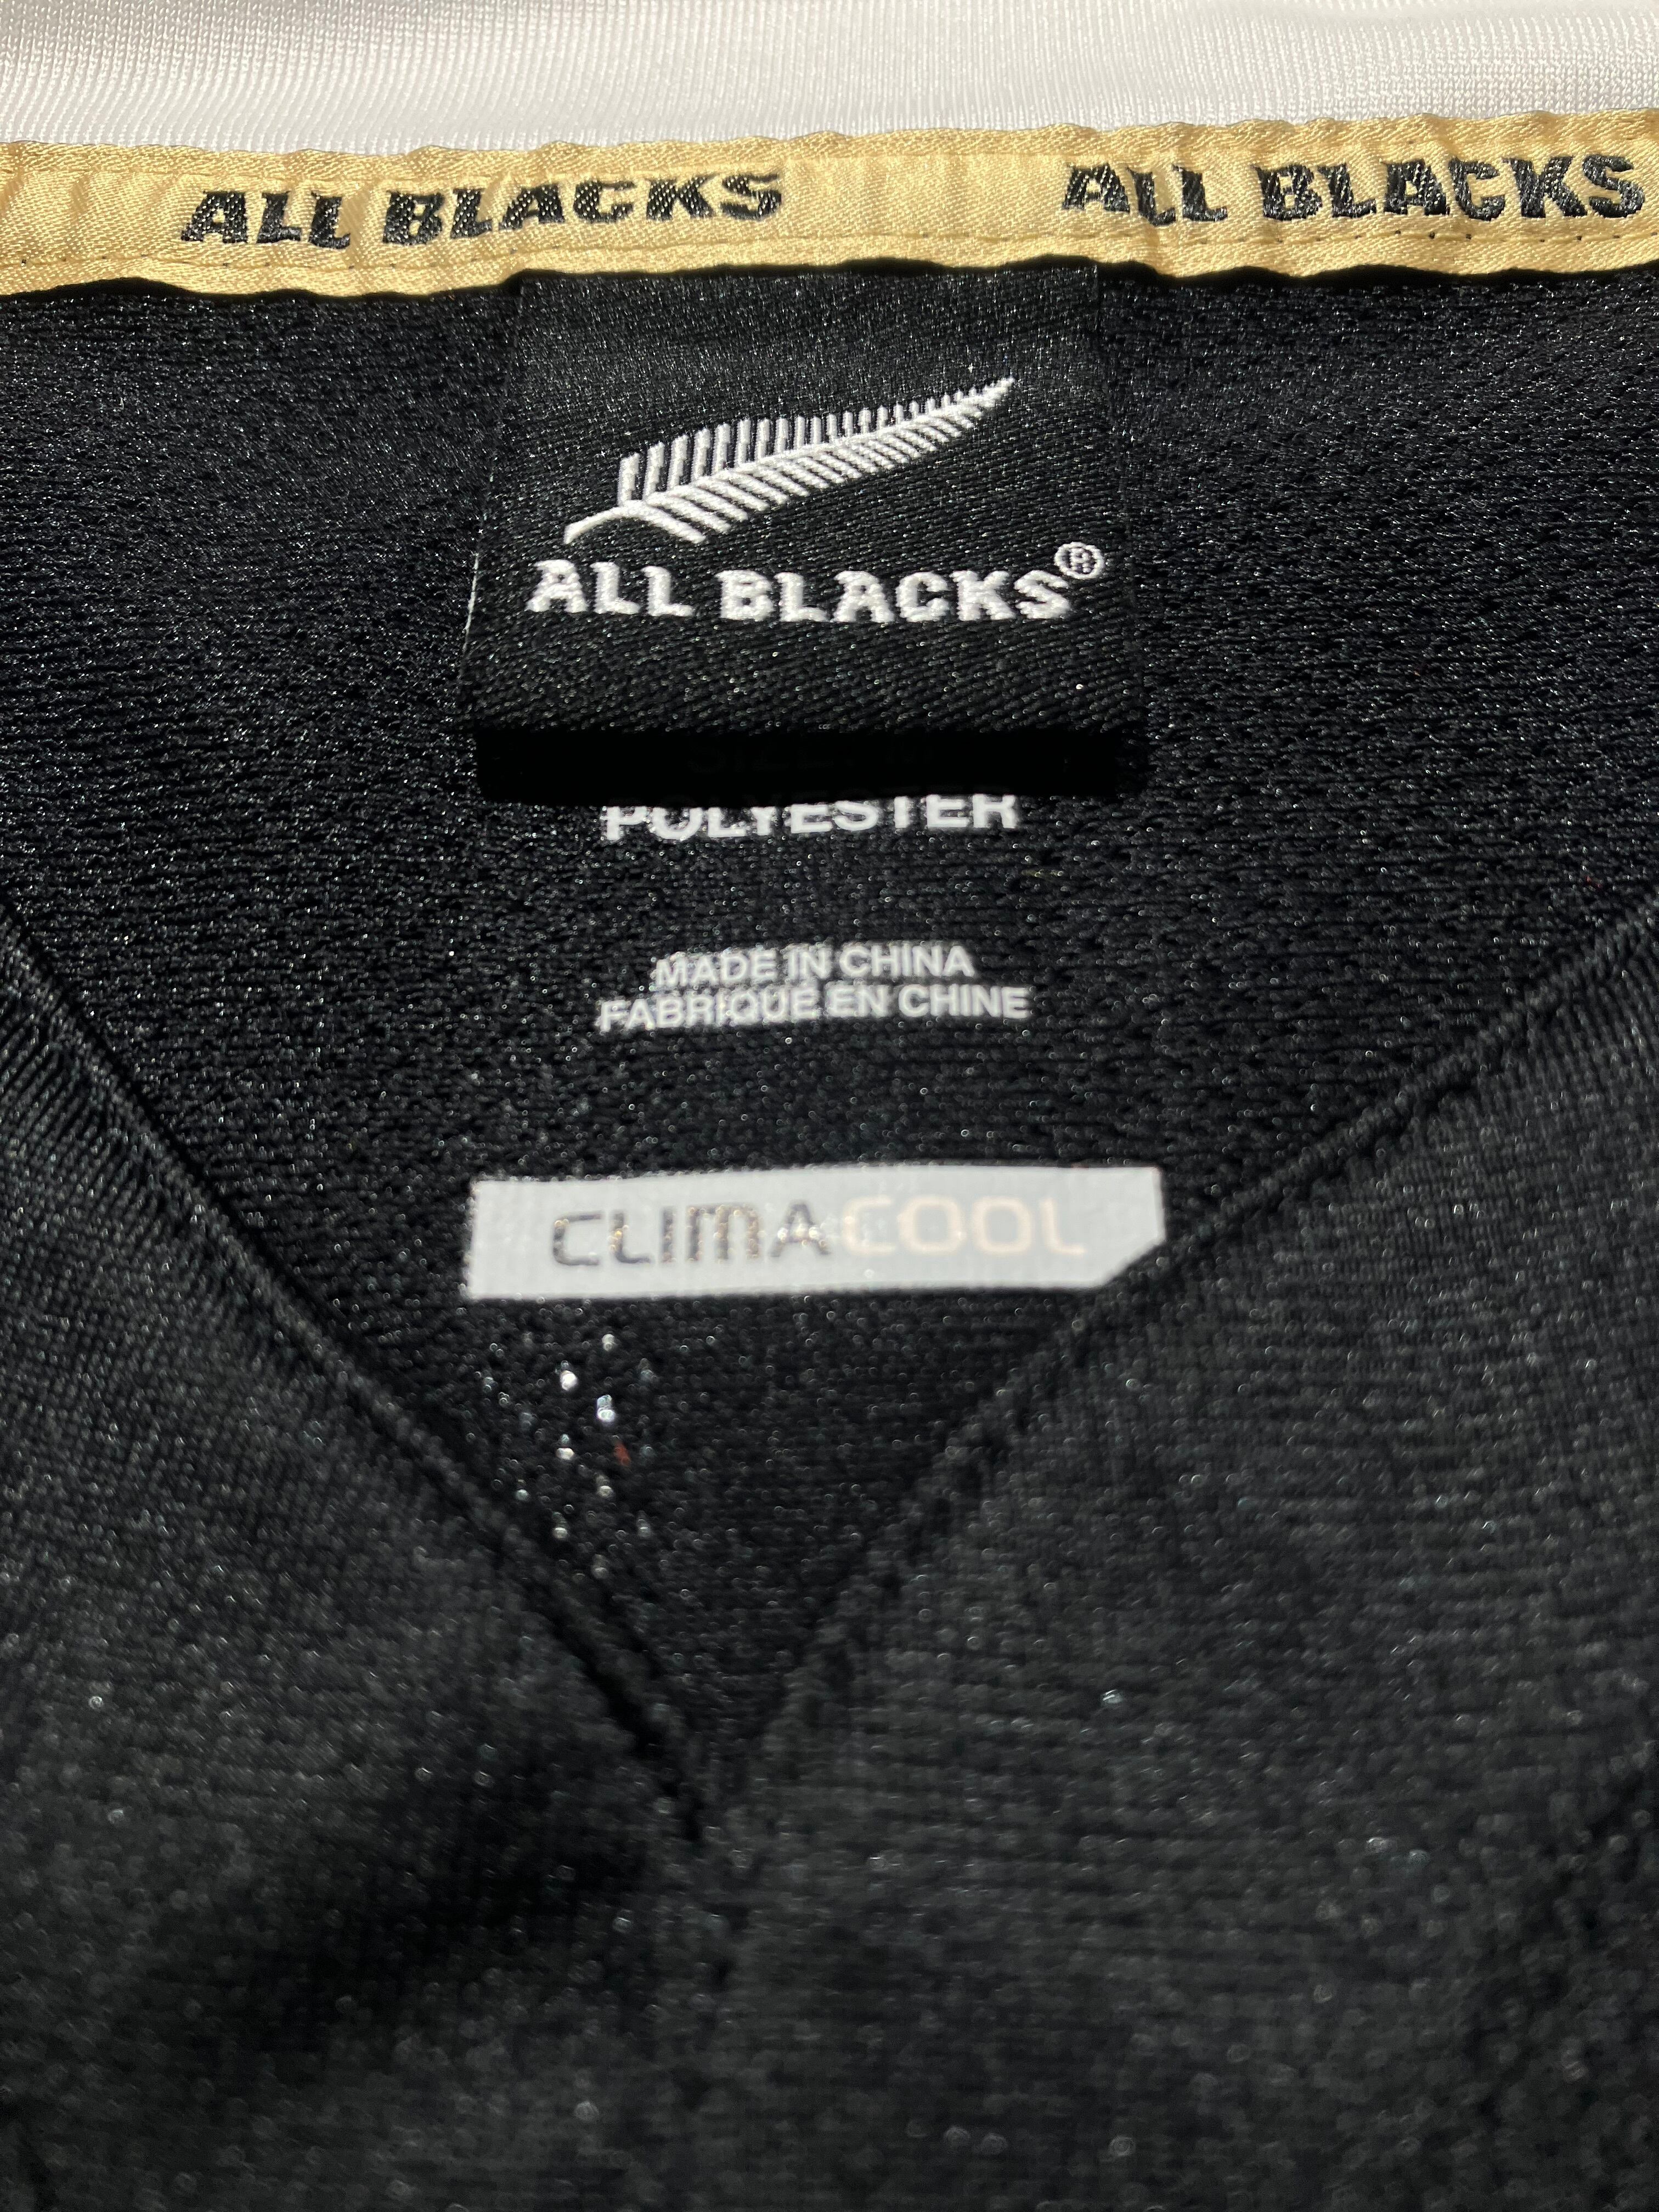 ALL BLACKS ALL BLACKS
ALL BLACKS®
POLYESTER
MADE IN CHINA
FABRIQUÉ EN CHINE
CLIMACOOL